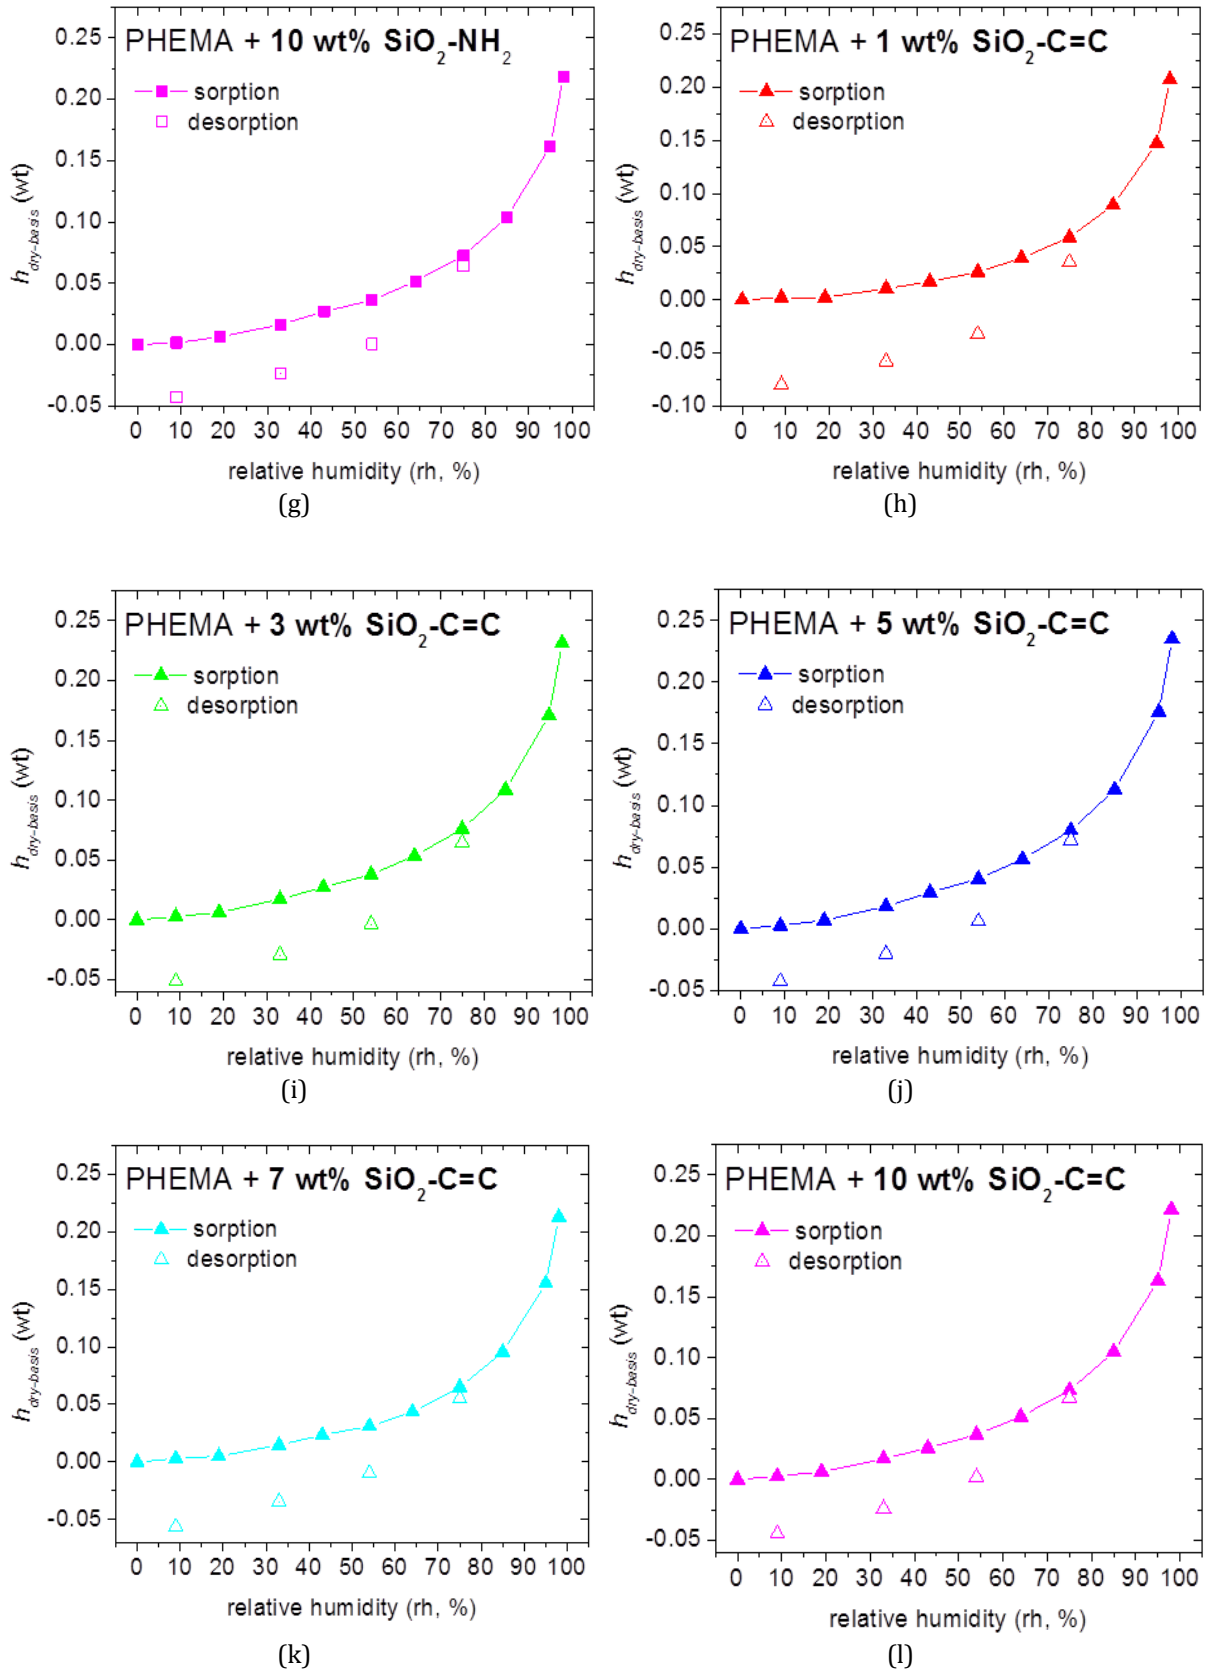 PHEMA + 10 wt% SiO2-NH2
sorption
desorption
0.25
0.20
0.15
0.10
0.05
0.00
-0.05
h dry-basis (wt)
0 10 20 30 40 50 60 70 80 90 100
relative humidity (rh, %)
(g)
PHEMA + 1 wt% SiO2-C=C
sorption
desorption
0.25
0.20
0.15
0.10
0.05
0.00
-0.05
-0.10
h dry-basis (wt)
0 10 20 30 40 50 60 70 80 90 100
relative humidity (rh, %)
(h)
PHEMA + 3 wt% SiO2-C=C
sorption
desorption
0.25
0.20
0.15
0.10
0.05
0.00
-0.05
h dry-basis (wt)
0 10 20 30 40 50 60 70 80 90 100
relative humidity (rh, %)
(i)
PHEMA + 5 wt% SiO2-C=C
sorption
desorption
0.25
0.20
0.15
0.10
0.05
0.00
-0.05
h dry-basis (wt)
0 10 20 30 40 50 60 70 80 90 100
relative humidity (rh, %)
(j)
PHEMA + 7 wt% SiO2-C=C
sorption
desorption
0.25
0.20
0.15
0.10
0.05
0.00
-0.05
h dry-basis (wt)
0 10 20 30 40 50 60 70 80 90 100
relative humidity (rh, %)
(k)
PHEMA + 10 wt% SiO2-C=C
sorption
desorption
0.25
0.20
0.15
0.10
0.05
0.00
-0.05
h dry-basis (wt)
0 10 20 30 40 50 60 70 80 90 100
relative humidity (rh, %)
(l)